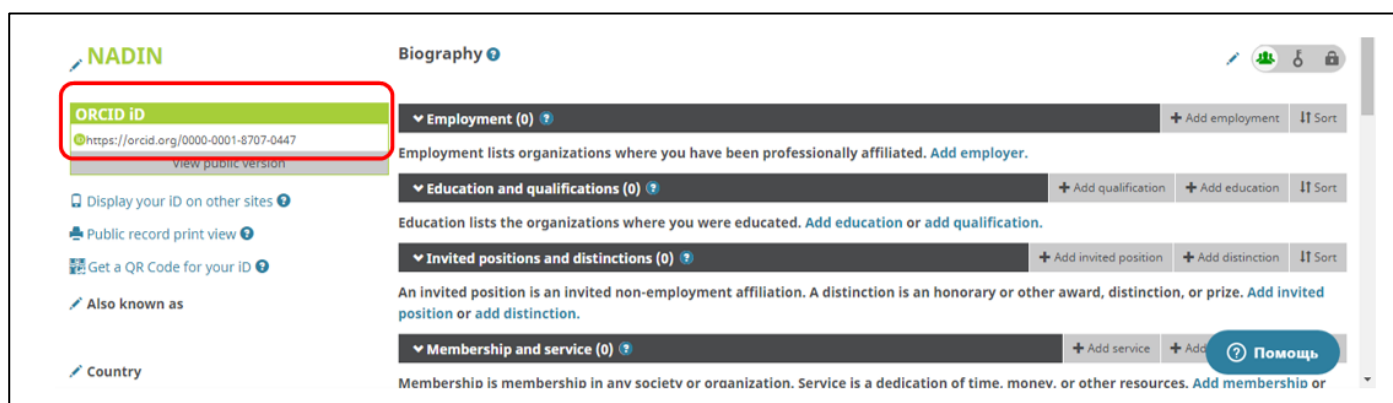 NADIN
ORCID iD
https://orcid.org/0000-0001-8707-0447
View public version
Display your iD on other sites
Public record print view
Get a QR Code for your iD
Also known as
Country
Biography
Employment (0)
Add employment
Sort
Employment lists organizations where you have been professionally affiliated. Add employer.
Education and qualifications (0)
Add qualification
Add education
Sort
Education lists the organizations where you were educated. Add education or add qualification.
Invited positions and distinctions (0)
Add invited position
Add distinction
Sort
An invited position is an invited non-employment affiliation. A distinction is an honorary or other award, distinction, or prize. Add invited
position or add distinction.
Membership and service (0)
Add service
Add
Помощь
Membership is membership in any society or organization. Service is a dedication of time, money, or other resources. Add membership or